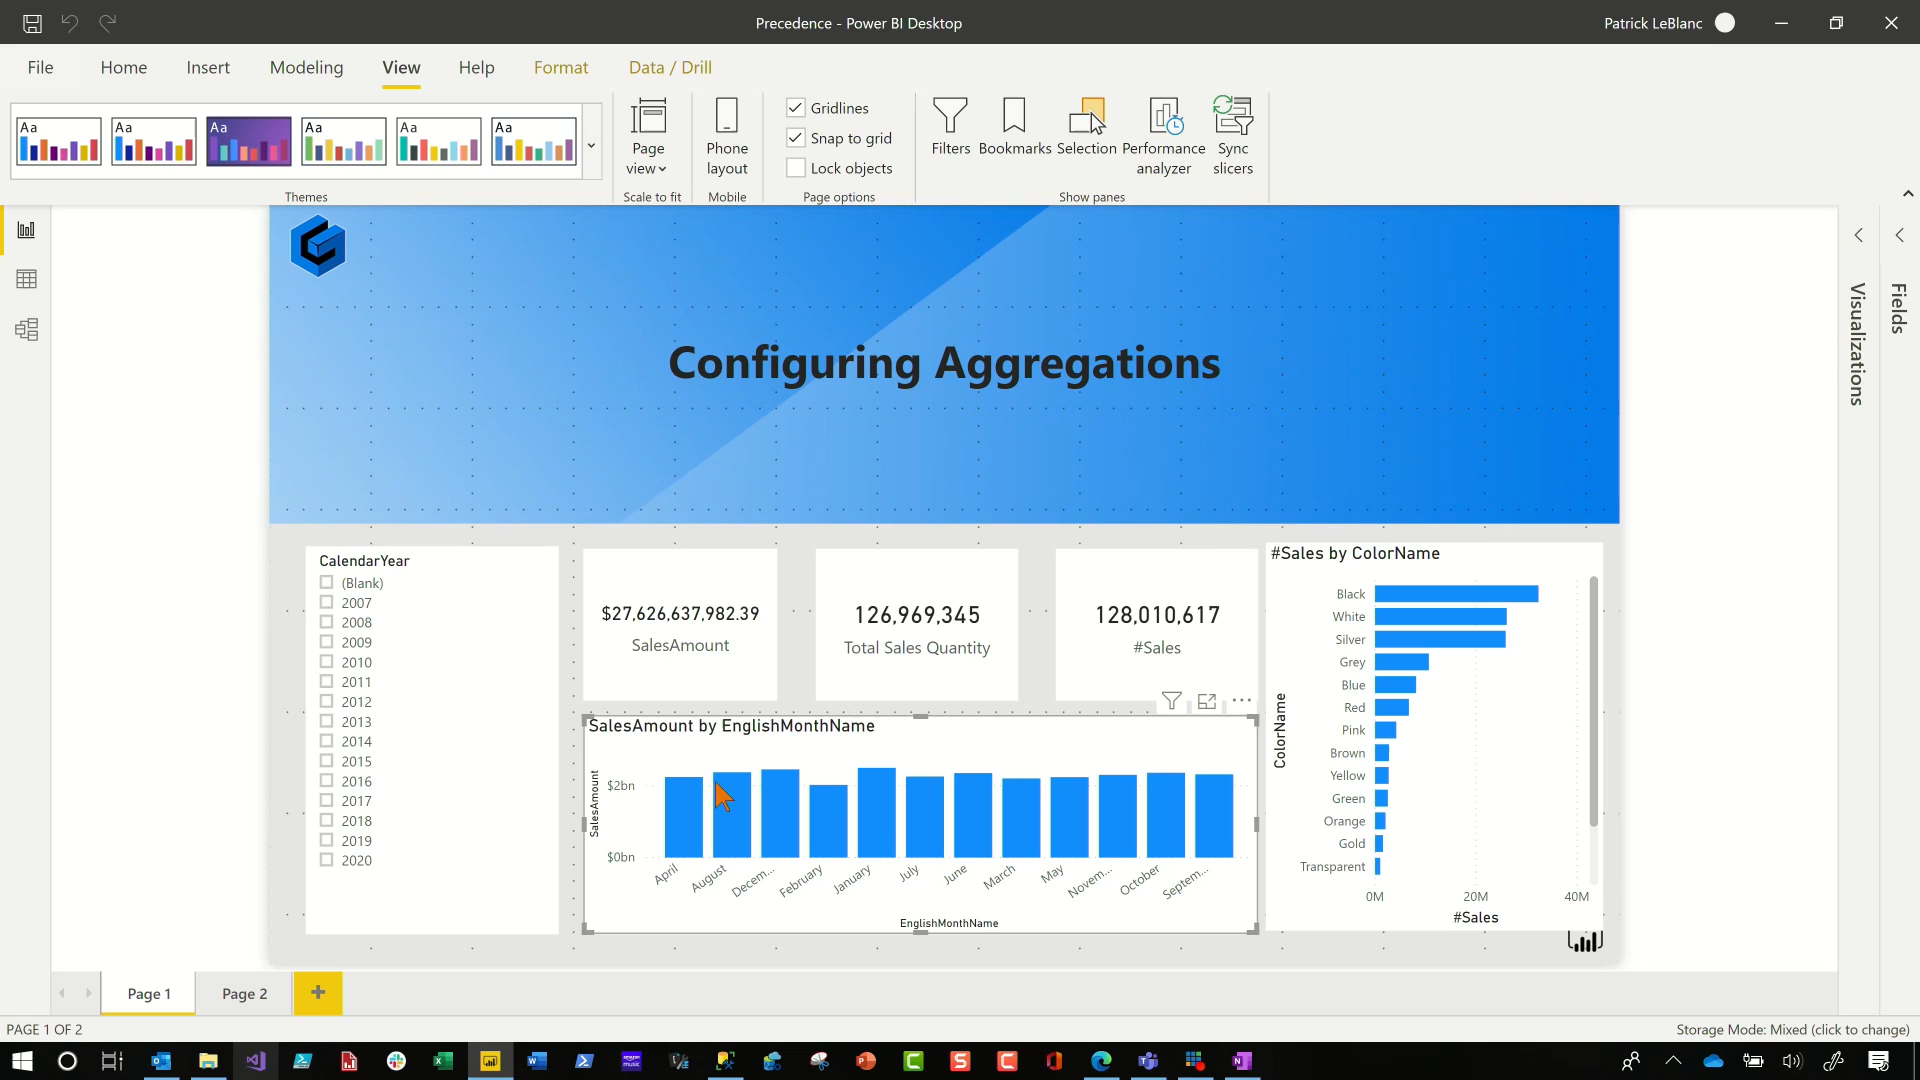 Precedence - Power BI Desktop
Patrick LeBlanc
File
Home
Insert
Modeling
View
Help
Format
Data / Drill
Aa
Aa
Aa
Aa
Aa
Aa
Themes
Page view
Scale to fit
Phone layout
Mobile
Gridlines
Snap to grid
Lock objects
Page options
Filters
Bookmarks
Selection
Performance analyzer
Sync slicers
Show panes
Configuring Aggregations
Visualizations
Fields
CalendarYear
(Blank)
2007
2008
2009
2010
2011
2012
2013
2014
2015
2016
2017
2018
2019
2020
$27,626,637,982.39
SalesAmount
126,969,345
Total Sales Quantity
128,010,617
#Sales
SalesAmount by EnglishMonthName
SalesAmount
$2bn
$0bn
April
August
Decem...
February
January
July
June
March
May
Novem...
October
Septem...
EnglishMonthName
#Sales by ColorName
ColorName
Black
White
Silver
Grey
Blue
Red
Pink
Brown
Yellow
Green
Orange
Gold
Transparent
0M
20M
40M
#Sales
Page 1
Page 2
+
PAGE 1 OF 2
Storage Mode: Mixed (click to change)